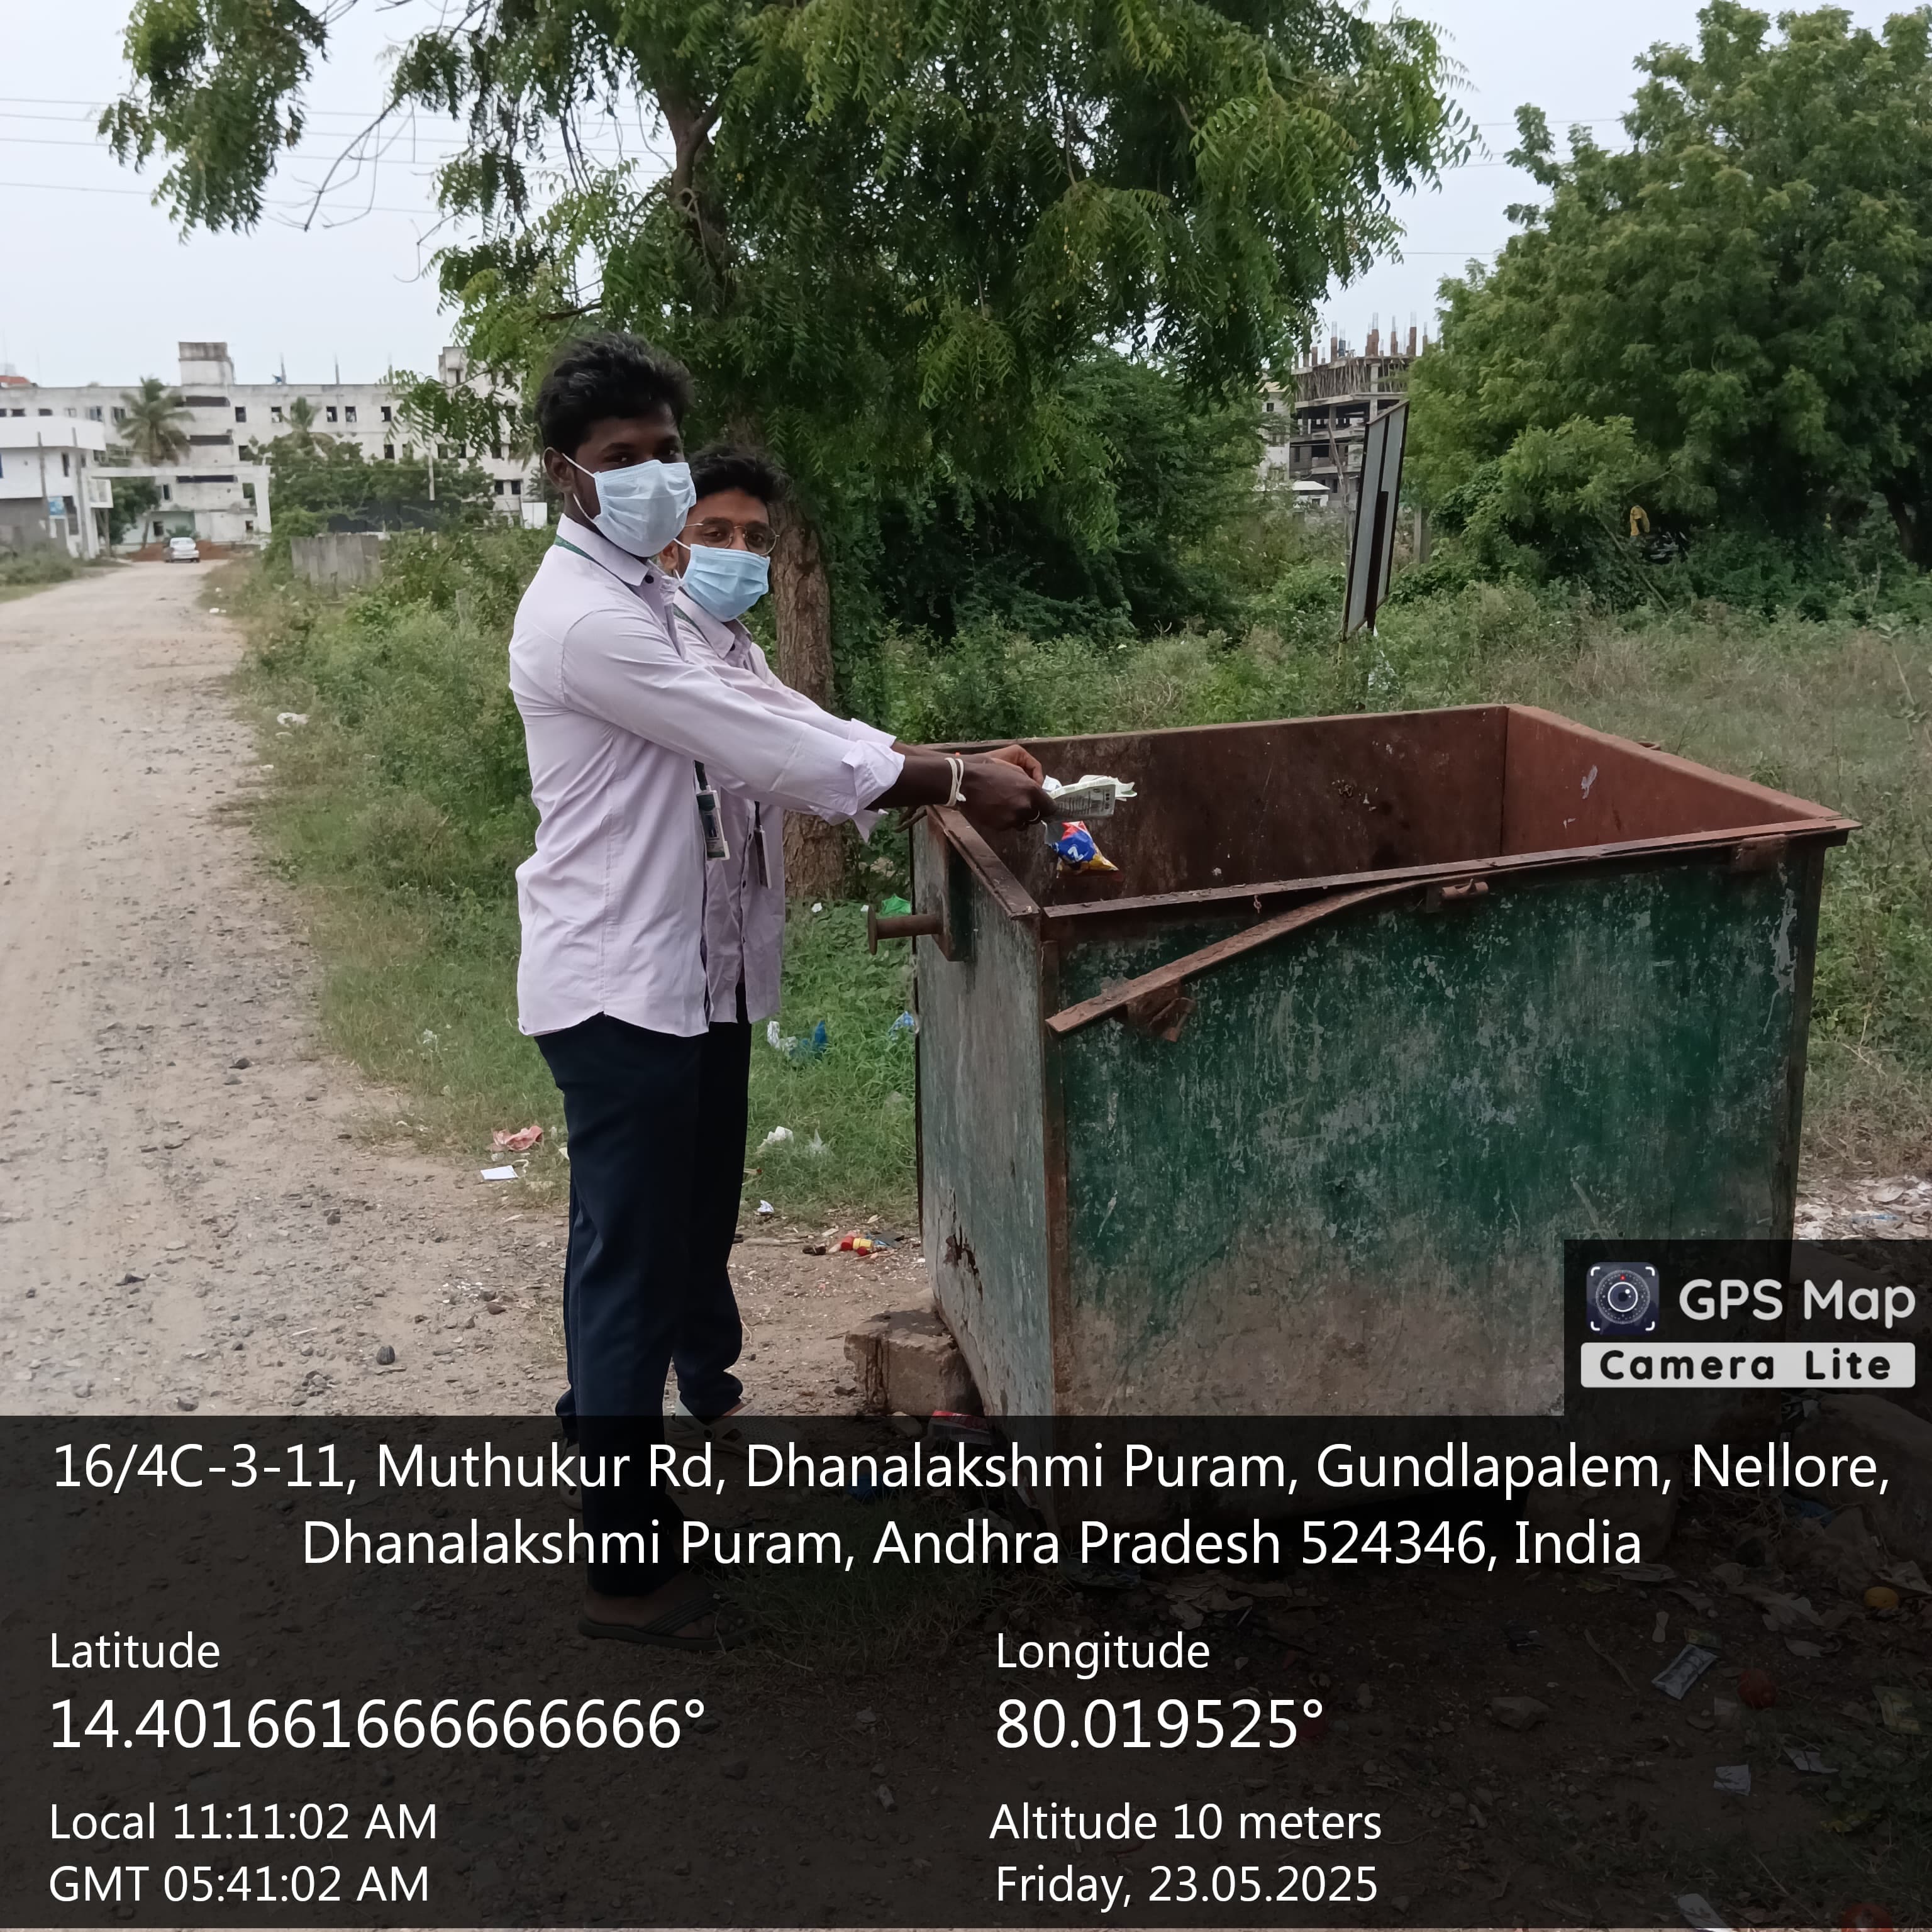 GPS Map
Camera Lite
16/4C-3-11, Muthukur Rd, Dhanalakshmi Puram, Gundlapalem, Nellore,
Dhanalakshmi Puram, Andhra Pradesh 524346, India
Latitude
14.4016616666666666°
Longitude
80.019525°
Local 11:11:02 AM
GMT 05:41:02 AM
Altitude 10 meters
Friday, 23.05.2025